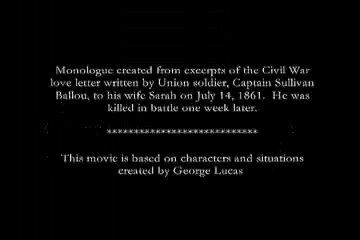 Monologue created from excerpts of the Civil War
love letter written by Union soldier, Captain Sullivan
Ballou, to his wife Sarah on July 14, 1861. He was
killed in battle one week later.
****************************
This movie is based on characters and situations
created by George Lucas